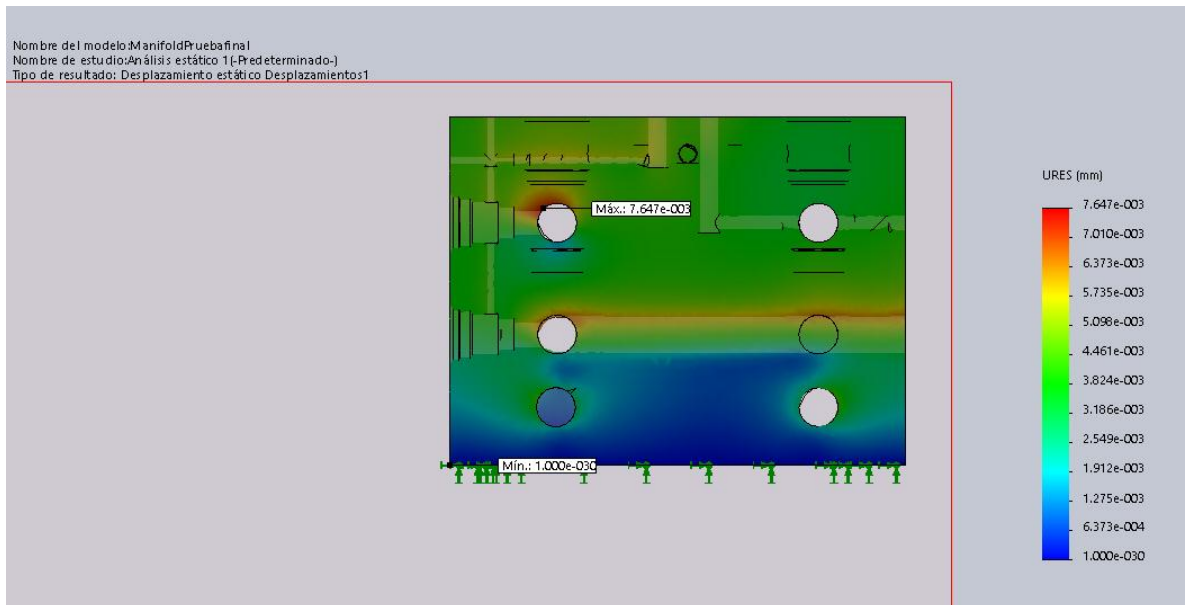 Nombre del modelo:ManifoldPruebafinal
Nombre de estudio:Análisis estático 1(-Predeterminado-)
Tipo de resultado: Desplazamiento estático Desplazamientos1
URES (mm)
7.647e-003
Máx.: 7.647e-003
7.010e-003
6.373e-003
5.735e-003
5.098e-003
4.461e-003
3.824e-003
3.186e-003
2.549e-003
1.912e-003
Mín.: 1.000e-030
1.275e-003
6.373e-004
1.000e-030